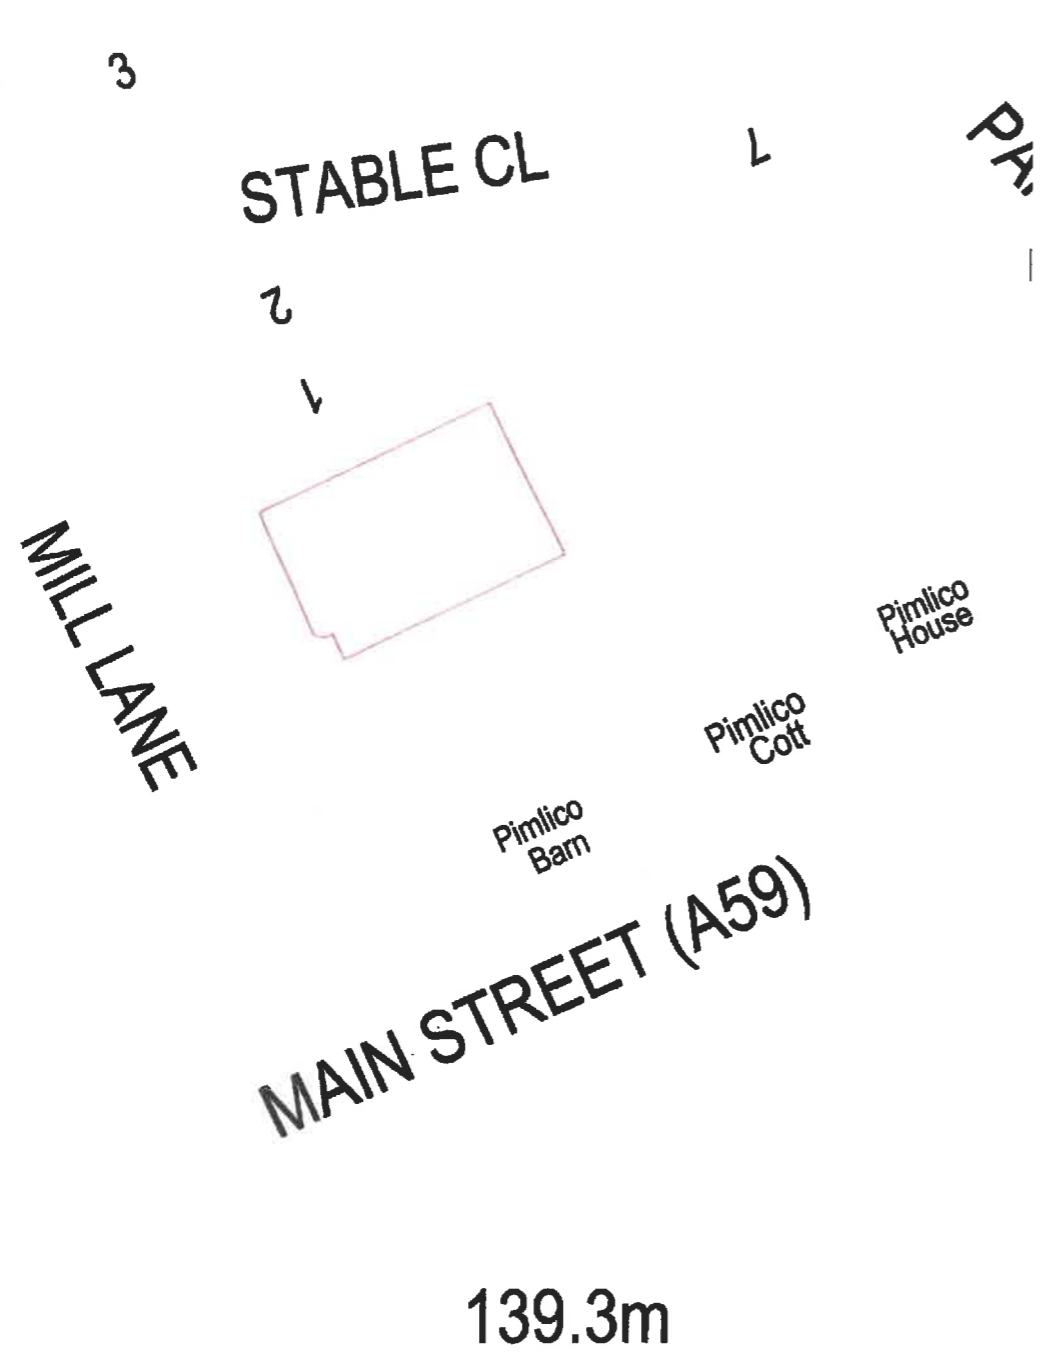 3
STABLE CL
7
2
1
MILL LANE
Pimlico
House
Pimlico
Cott
Pimlico
Barn
MAIN STREET (A59)
139.3m